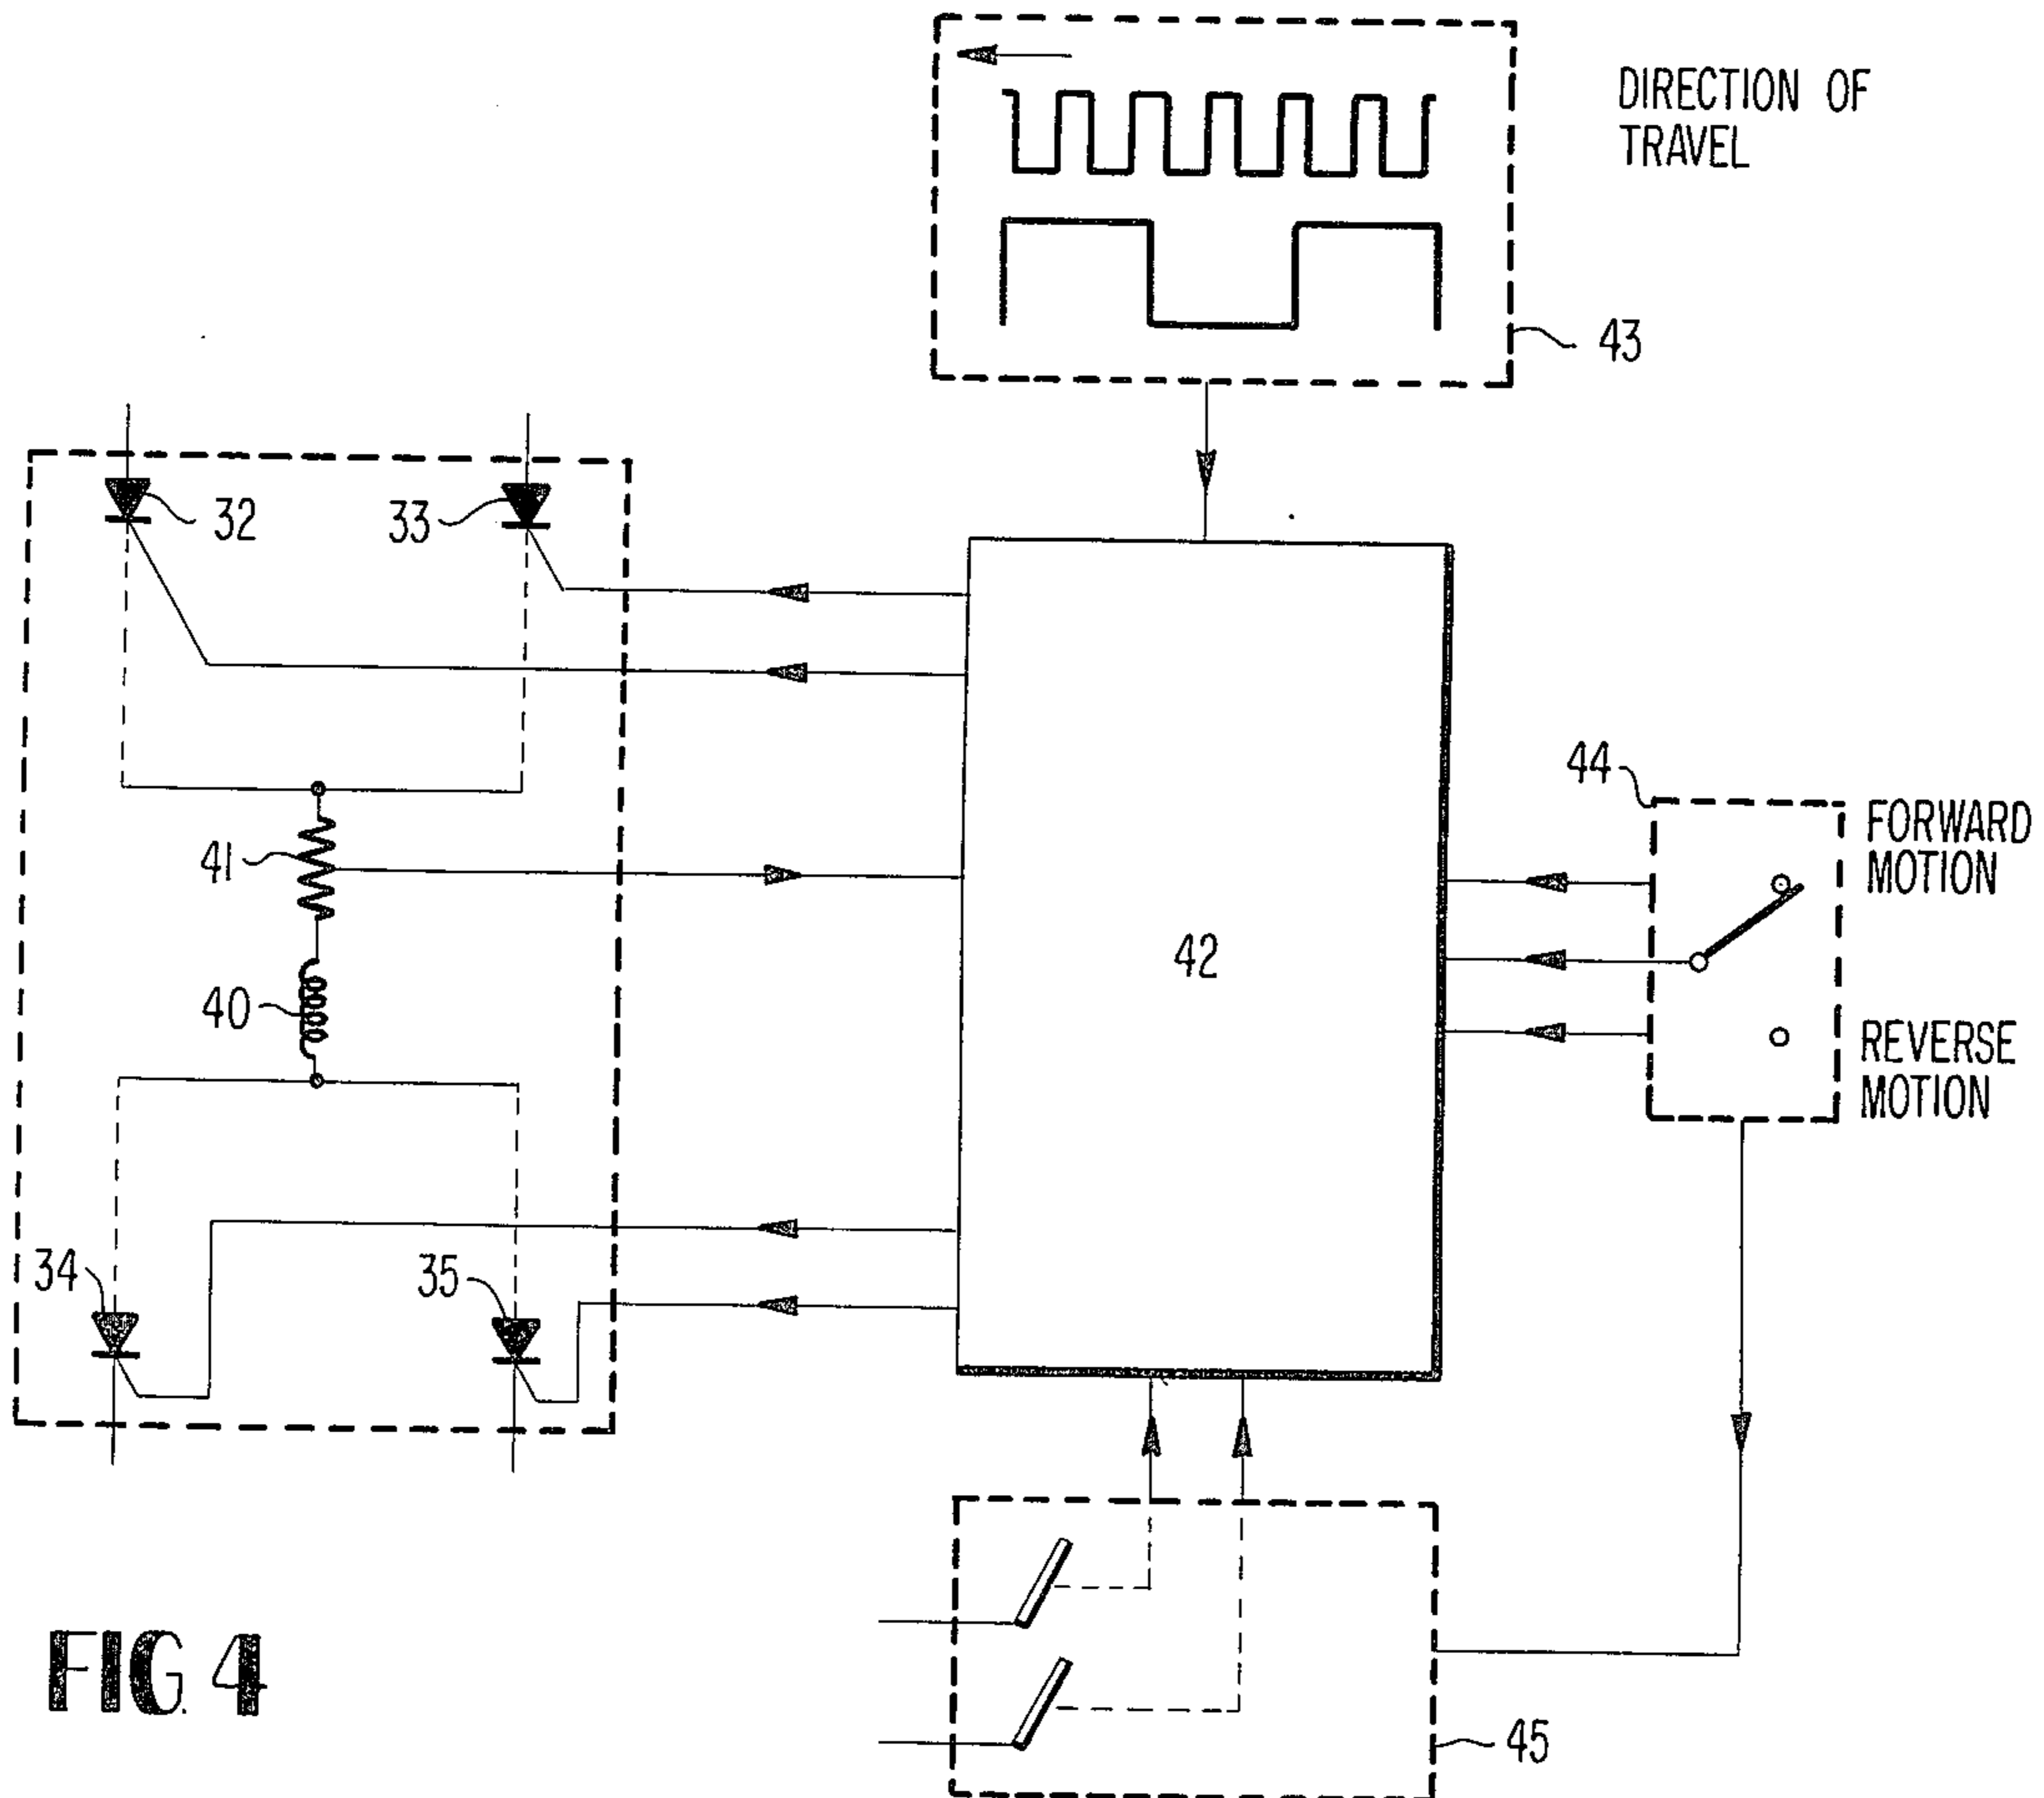 DIRECTION OF
TRAVEL
43
32
33
44
FORWARD
MOTION
41
42
40
REVERSE
MOTION
34
35
FIG. 4
45